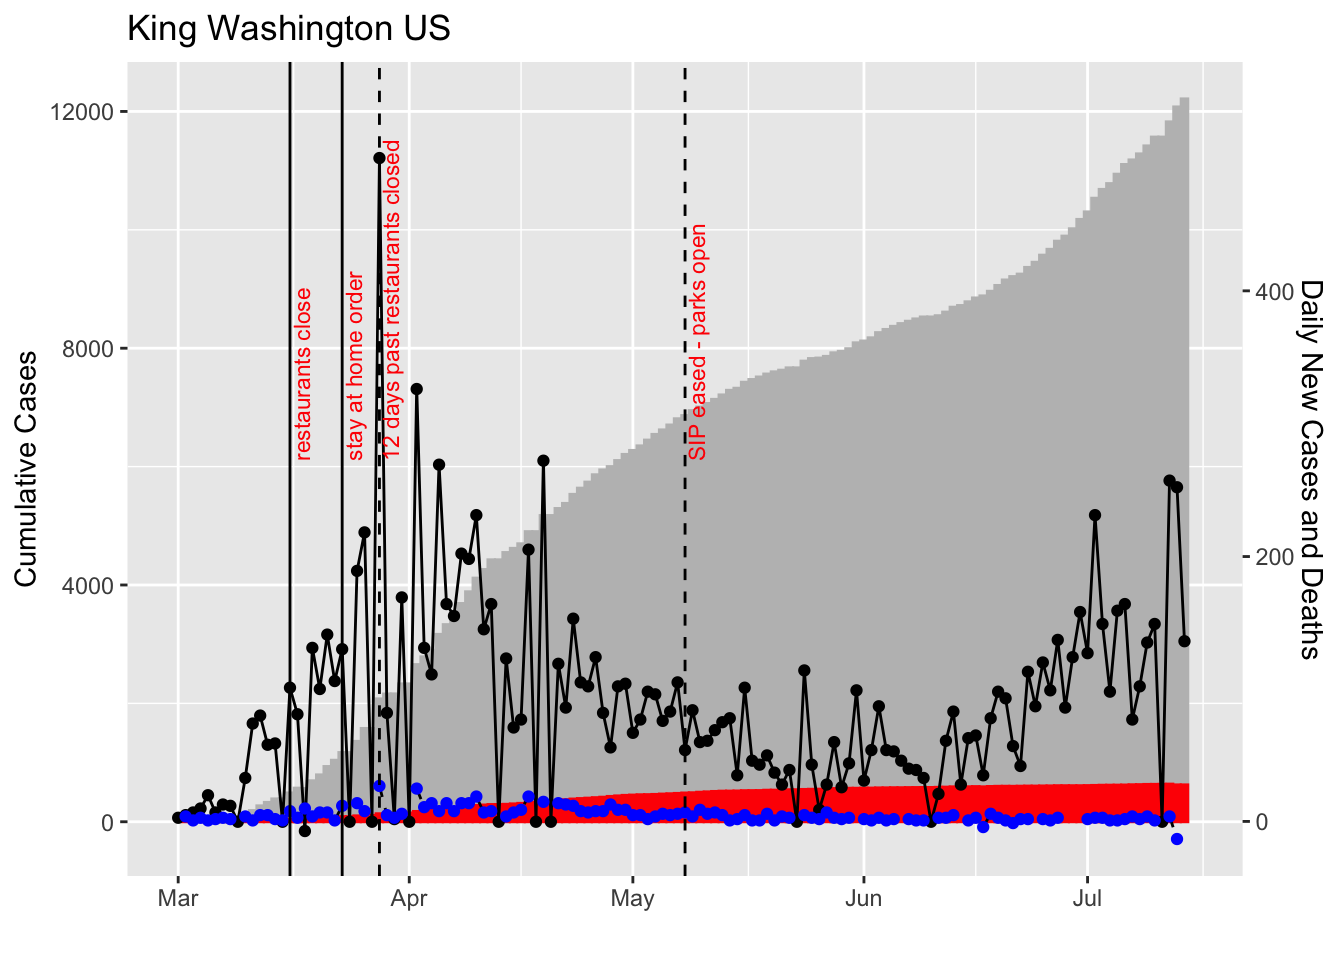 King Washington US
12000
8000
4000
0
Cumulative Cases
restaurants close
stay at home order
12 days past restaurants closed
SIP eased - parks open
400
200
0
Daily New Cases and Deaths
Mar
Apr
May
Jun
Jul